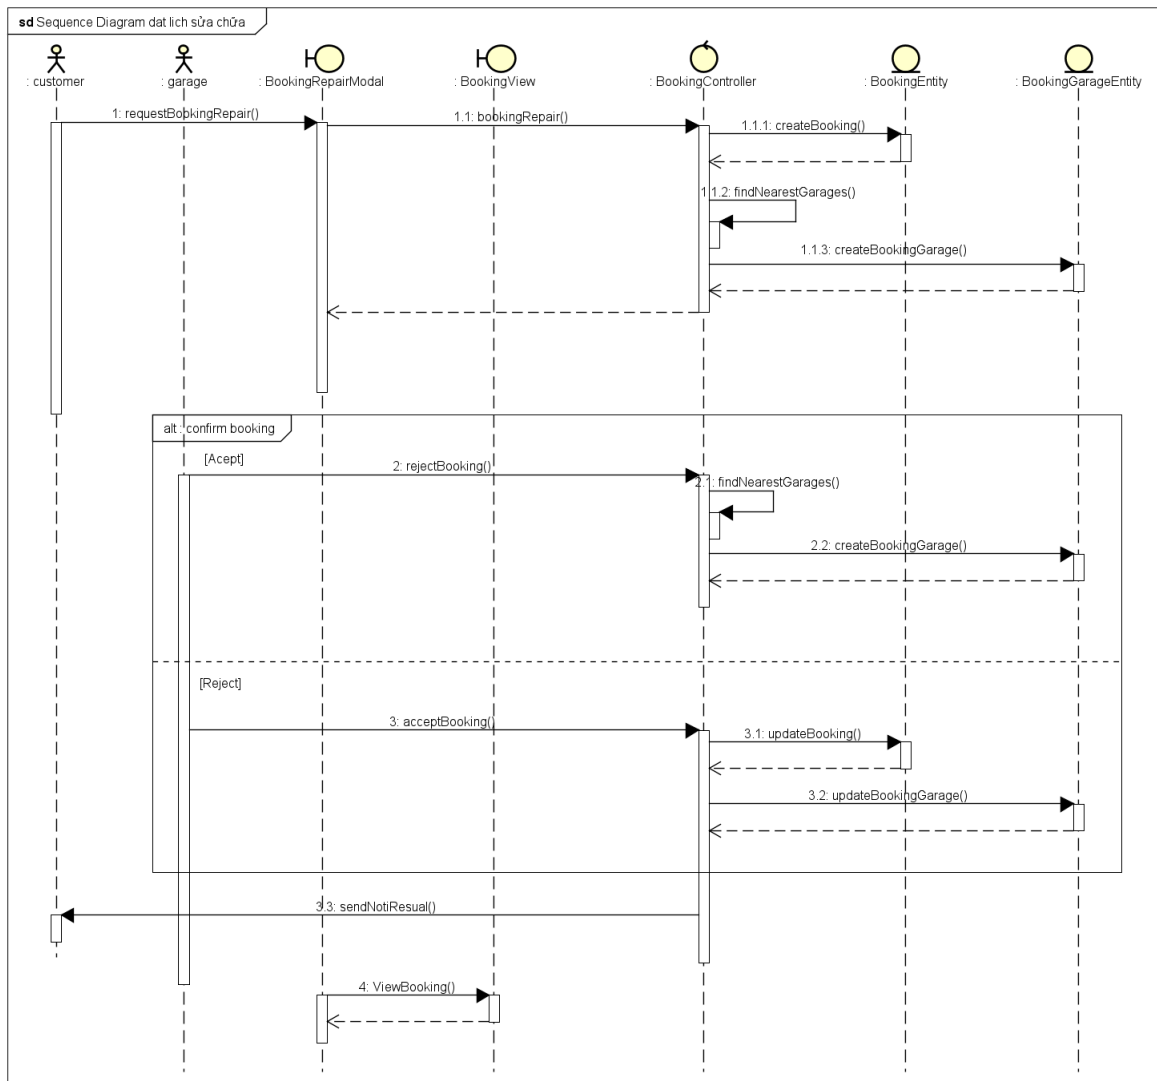 sd Sequence Diagram dat lich sửa chữa
: customer
: garage
: BookingRepairModal
: BookingView
: BookingController
: BookingEntity
: BookingGarageEntity
1: requestBookingRepair()
1.1: bookingRepair()
1.1.1: createBooking()
1.1.2: findNearestGarages()
1.1.3: createBookingGarage()
alt : confirm booking
[Acept]
2: rejectBooking()
2.1: findNearestGarages()
2.2: createBookingGarage()
[Reject]
3: acceptBooking()
3.1: updateBooking()
3.2: updateBookingGarage()
3.3: sendNotiResual()
4: ViewBooking()